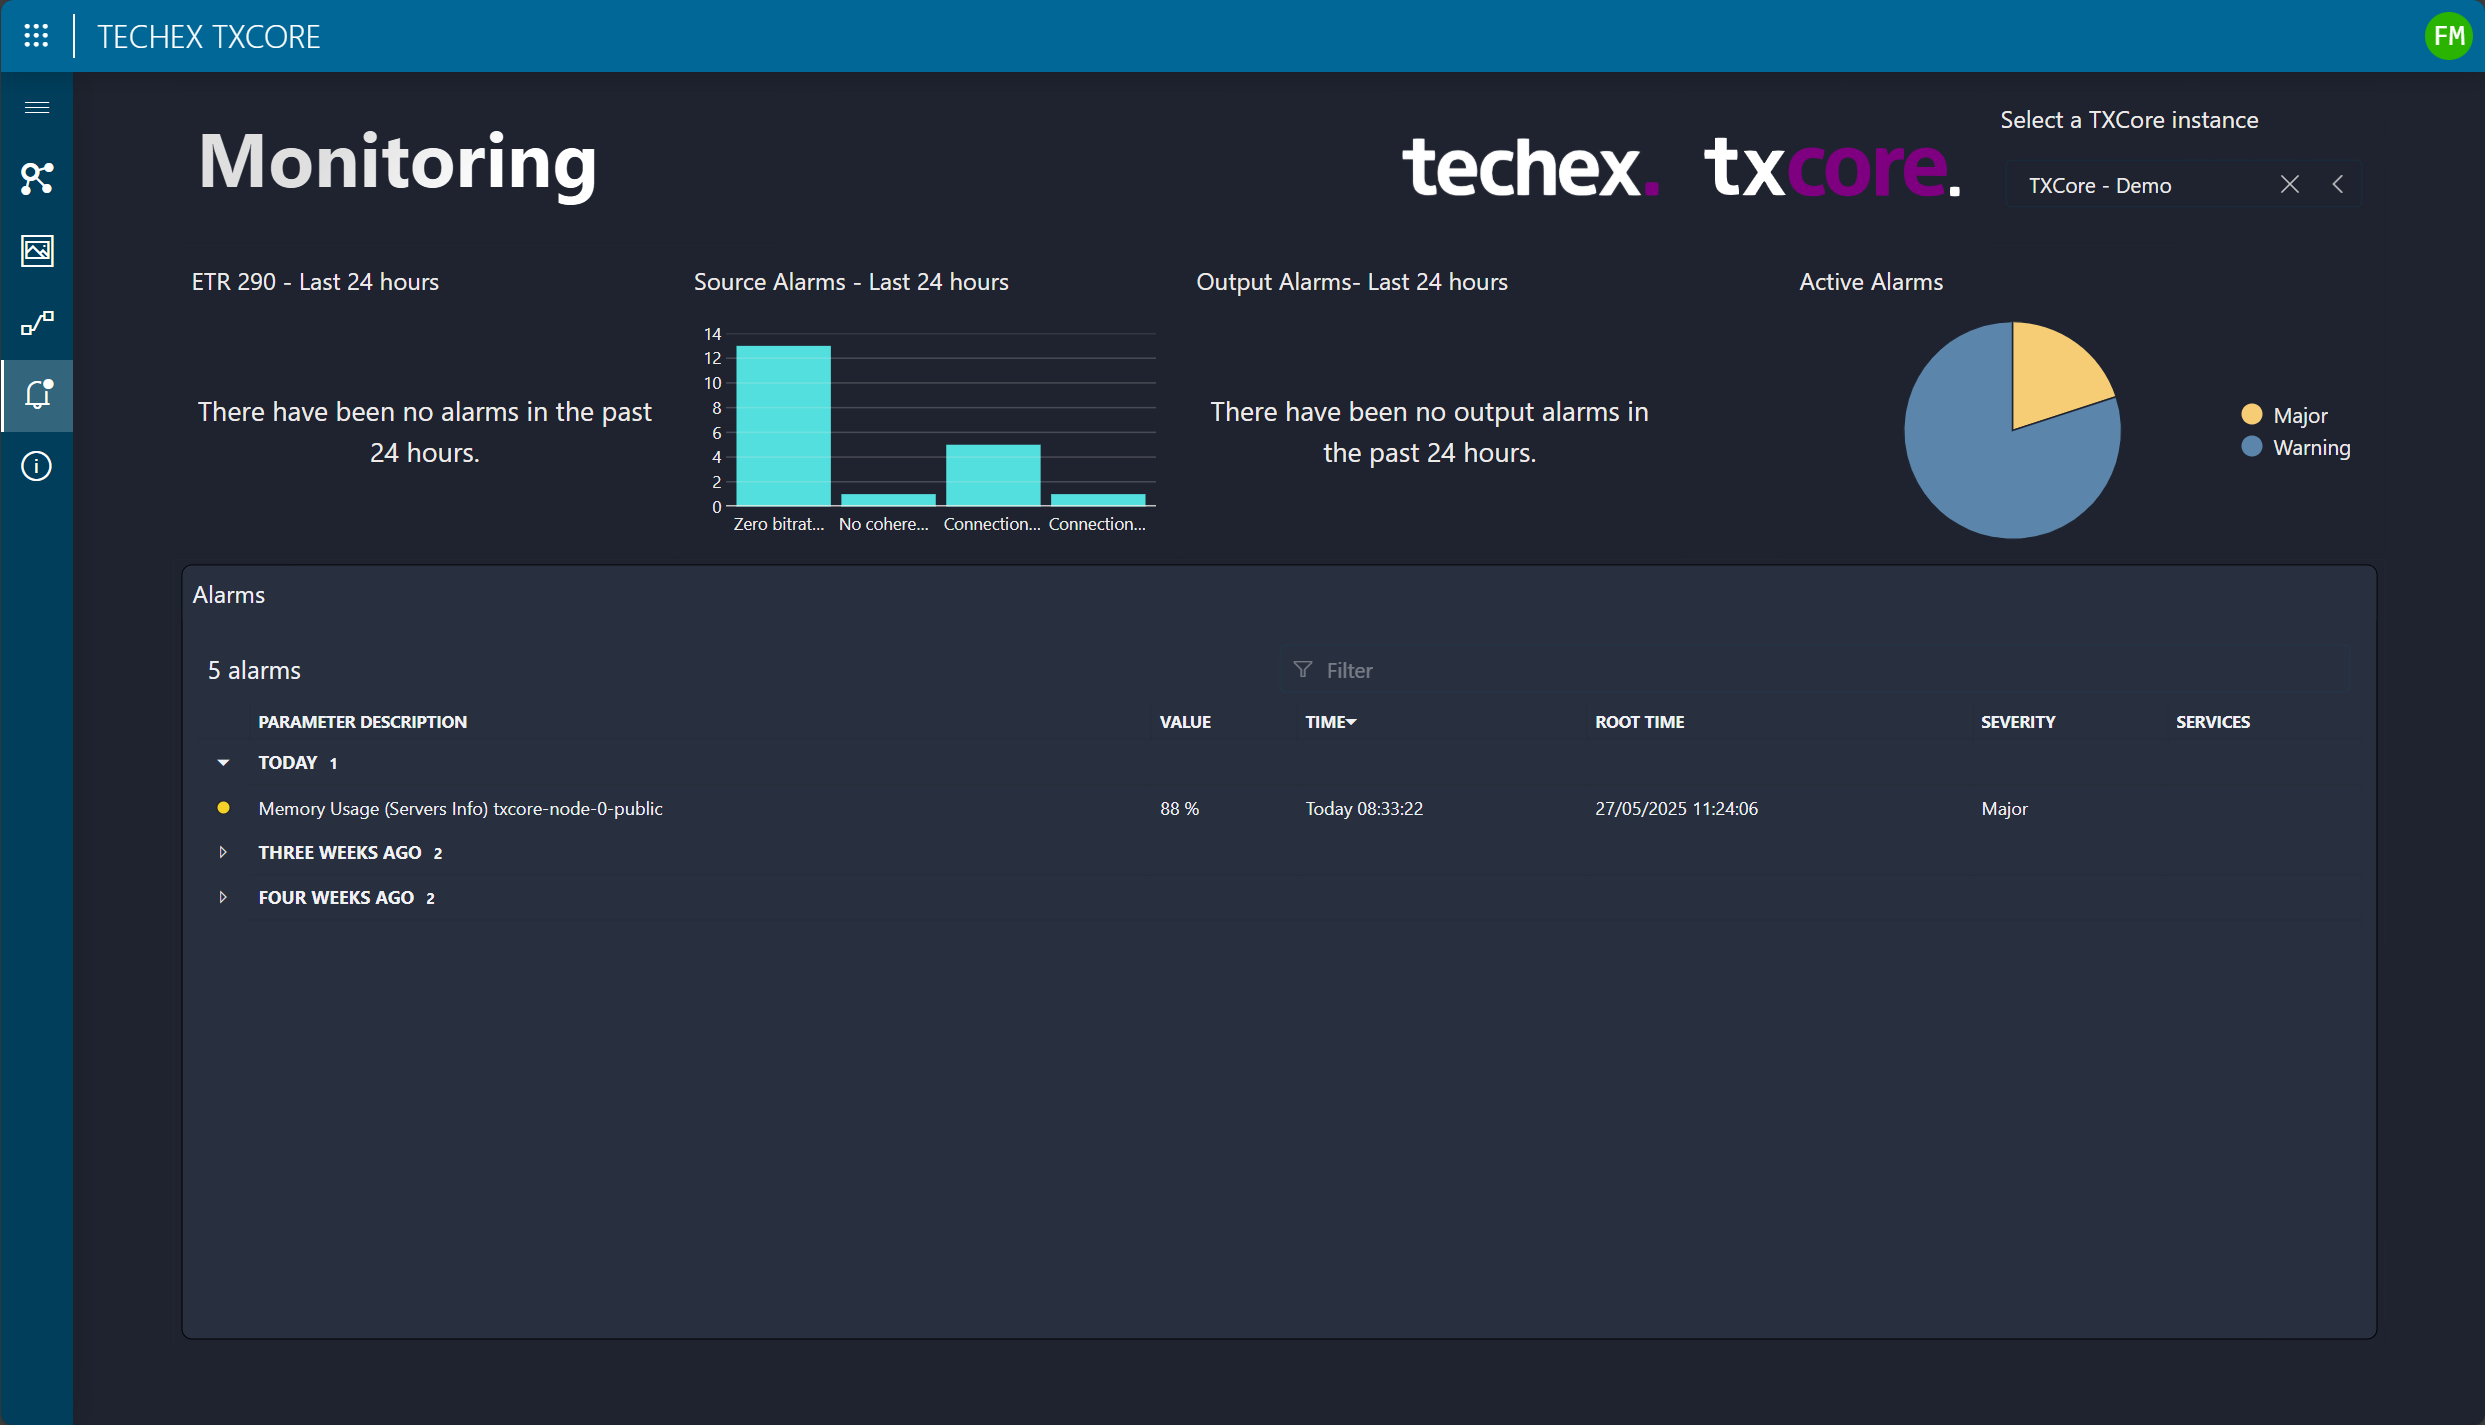 TECHEX TXCORE
FM
Monitoring
techex. txcore.
Select a TXCore instance
TXCore - Demo
ETR 290 - Last 24 hours
There have been no alarms in the past
24 hours.
Source Alarms - Last 24 hours
14
12
10
8
6
4
2
0
Zero bitrat... No cohere... Connection... Connection...
Output Alarms- Last 24 hours
There have been no output alarms in
the past 24 hours.
Active Alarms
Major
Warning
Alarms
5 alarms
Filter
PARAMETER DESCRIPTION VALUE TIME ROOT TIME SEVERITY SERVICES
TODAY 1
Memory Usage (Servers Info) txcore-node-0-public 88 % Today 08:33:22 27/05/2025 11:24:06 Major
THREE WEEKS AGO 2
FOUR WEEKS AGO 2